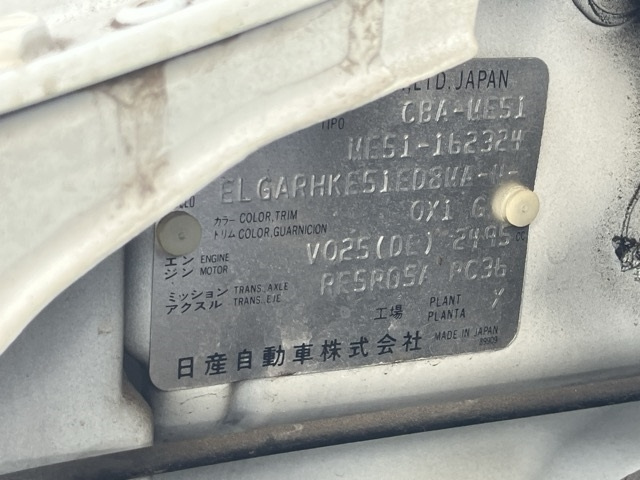 LTD. JAPAN
TIPO CBA-ME51
ME51-162324
ELGARHKE51ED8MA-H-
カラー COLOR, TRIM
トリム COLOR, GUARNICION
QX1 G
エンジン ENGINE MOTOR
VQ25(DE) 2495 CC
ミッション TRANS. AXLE
アクスル TRANS. EJE
RE5R05A RC36
工場 PLANT PLANTA Y
日産自動車株式会社
MADE IN JAPAN